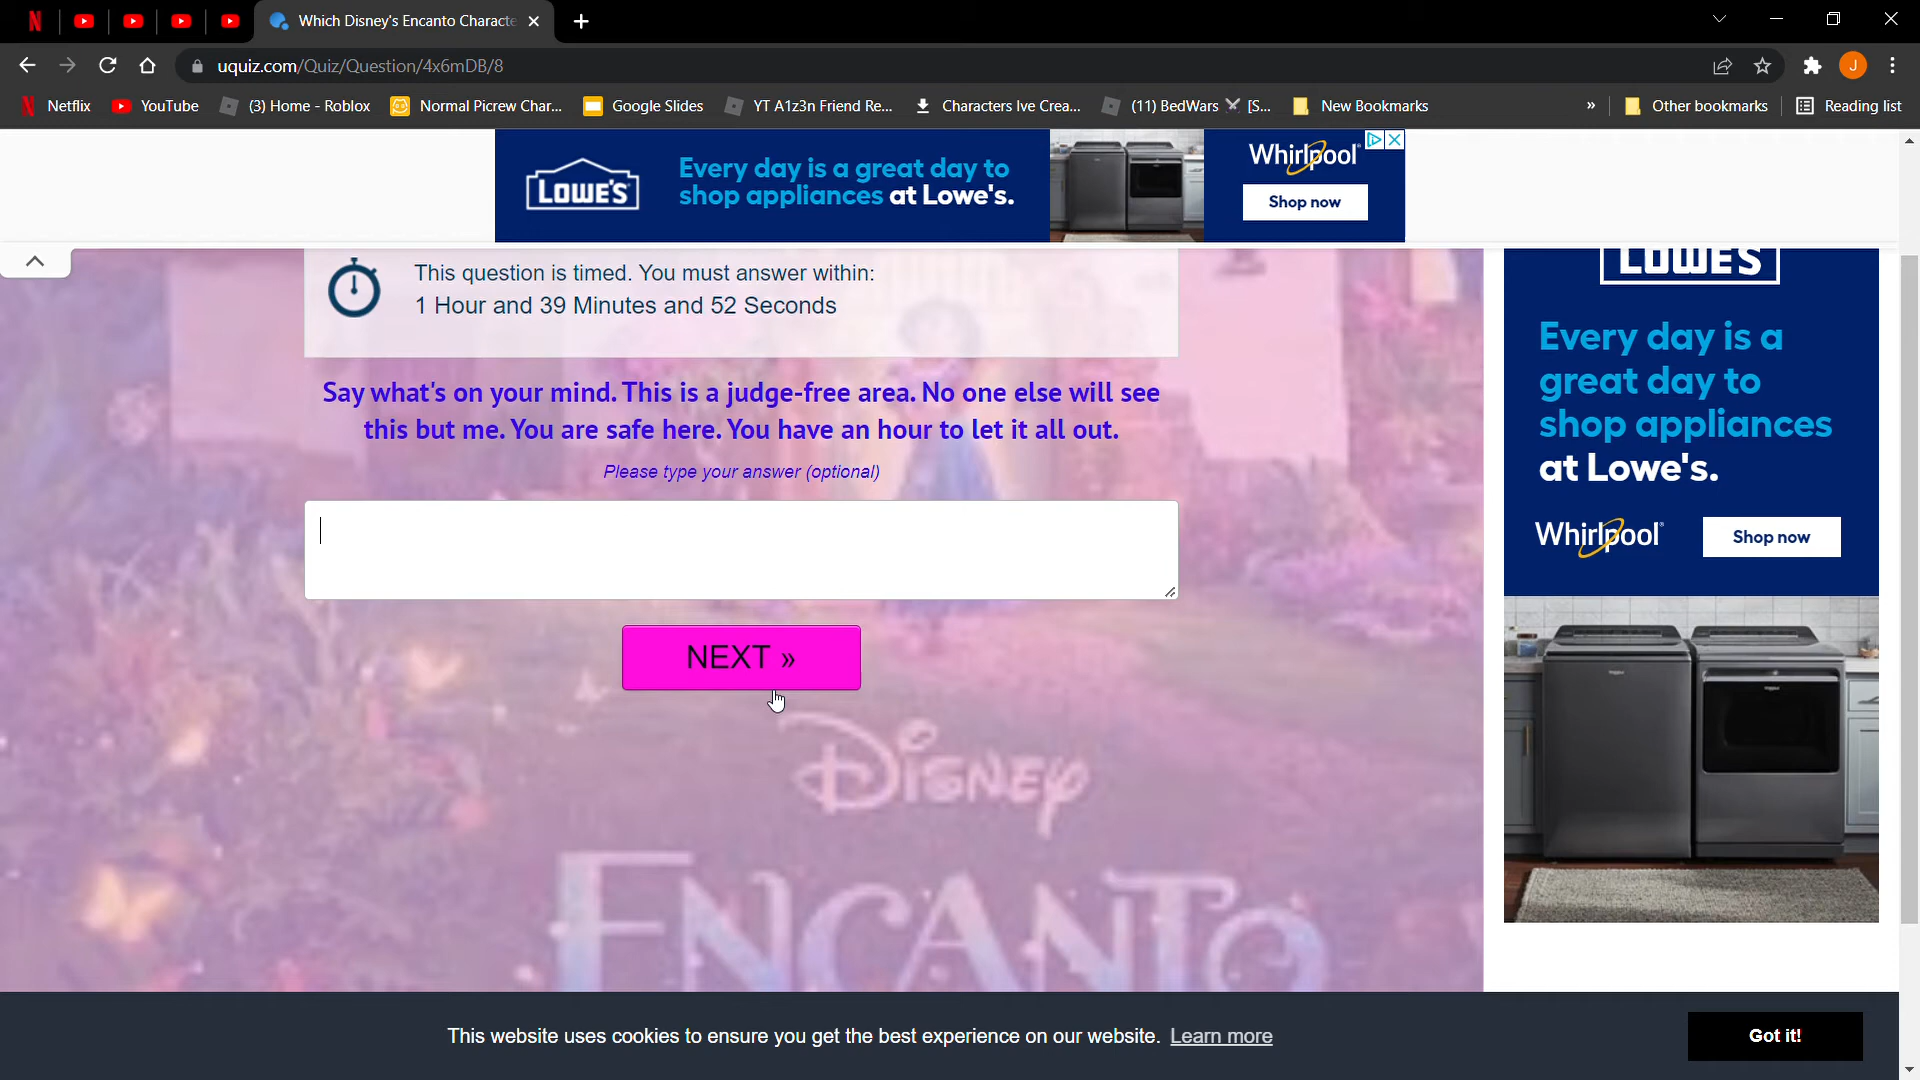 Which Disney's Encanto Characte
uquiz.com/Quiz/Question/4x6mDB/8
J
Netflix
YouTube
(3) Home - Roblox
Normal Picrew Char...
Google Slides
YT A1z3n Friend Re...
Characters Ive Crea...
(11) BedWars ⚔ [S...
New Bookmarks
»
Other bookmarks
Reading list
LOWE'S
Every day is a great day to
shop appliances at Lowe's.
Whirlpool
Shop now
This question is timed. You must answer within:
1 Hour and 39 Minutes and 52 Seconds
Say what's on your mind. This is a judge-free area. No one else will see
this but me. You are safe here. You have an hour to let it all out.
Please type your answer (optional)
NEXT »
DISNEY
ENCANTO
LOWE'S
Every day is a
great day to
shop appliances
at Lowe's.
Whirlpool
Shop now
This website uses cookies to ensure you get the best experience on our website. Learn more
Got it!